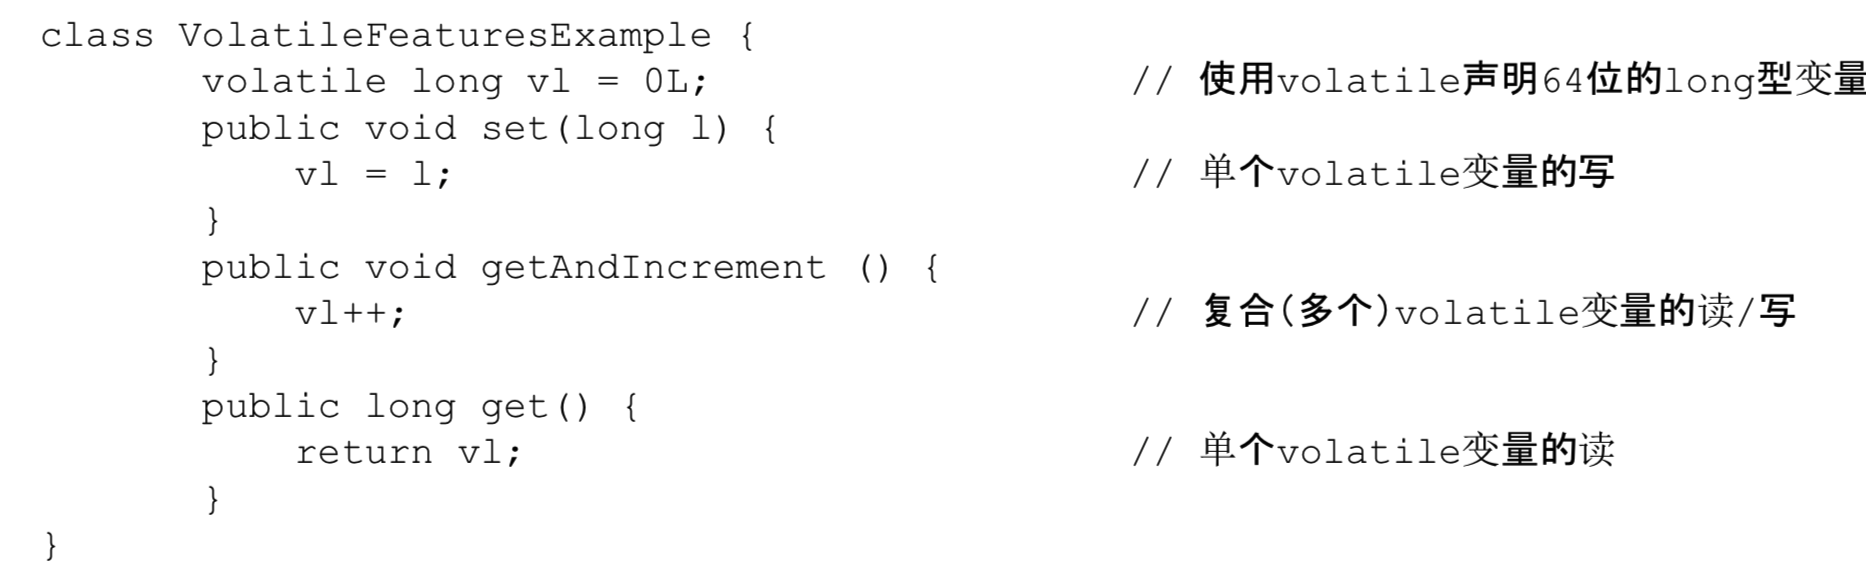 class VolatileFeaturesExample {
volatile long vl = 0L; // 使用volatile声明64位的long型变量
public void set(long l) {
vl = l; // 单个volatile变量的写
}
public void getAndIncrement () {
vl++; // 复合(多个)volatile变量的读/写
}
public long get() {
return vl; // 单个volatile变量的读
}
}